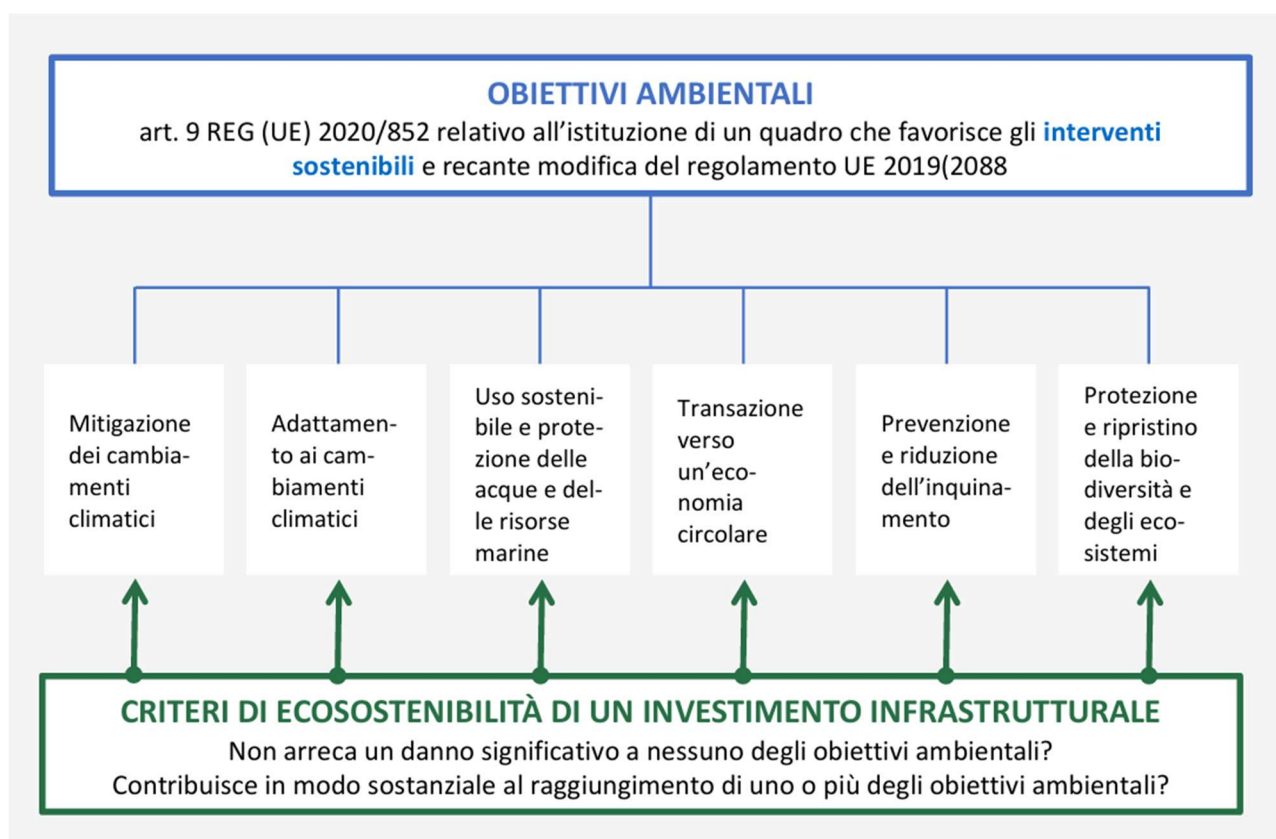 OBIETTIVI AMBIENTALI
art. 9 REG (UE) 2020/852 relativo all'istituzione di un quadro che favorisce gli interventi
sostenibili e recante modifica del regolamento UE 2019(2088
Mitigazione
dei cambia-
menti
climatici
Adattamen-
to ai cam-
biamenti
climatici
Uso sosteni-
bile e prote-
zione delle
acque e del-
le risorse
marine
Transazione
verso
un'eco-
nomia
circolare
Prevenzione
e riduzione
dell'inquina-
mento
Protezione
e ripristino
della bio-
diversità e
degli eco-
sistemi
CRITERI DI ECOSOSTENIBILITÀ DI UN INVESTIMENTO INFRASTRUTTURALE
Non arreca un danno significativo a nessuno degli obiettivi ambientali?
Contribuisce in modo sostanziale al raggiungimento di uno o più degli obiettivi ambientali?